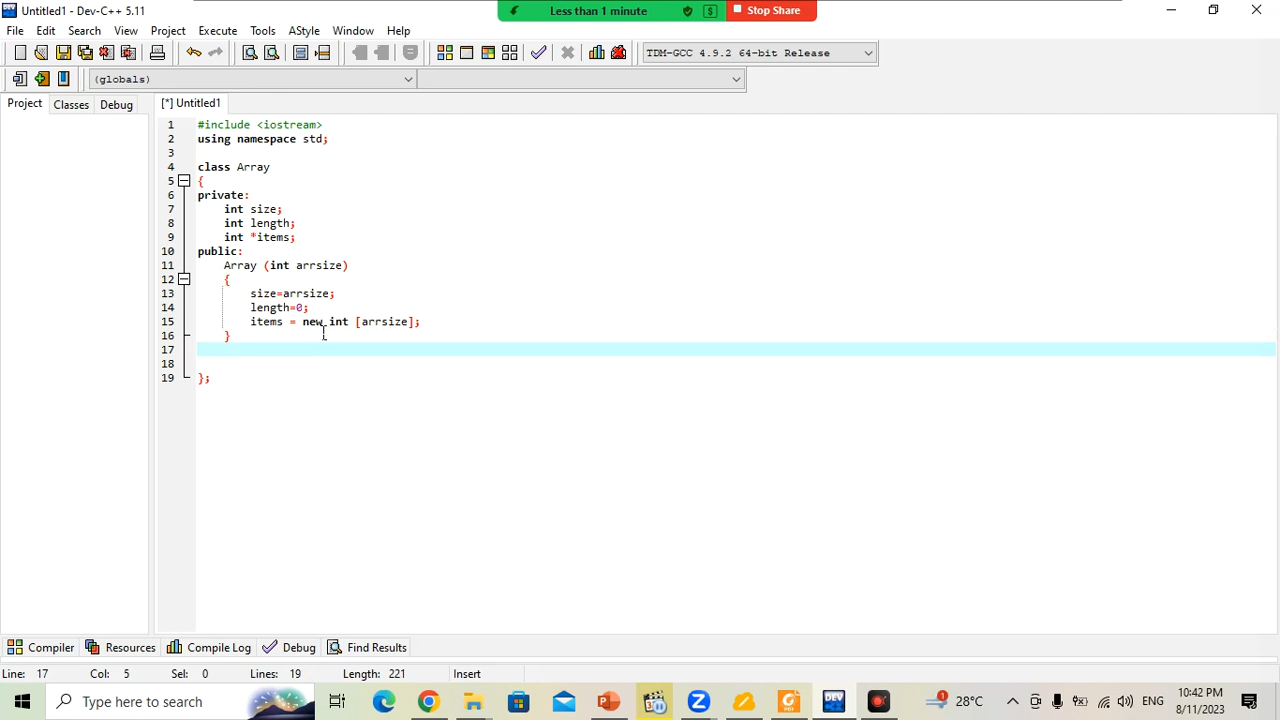 Untitled1 - Dev-C++ 5.11
Less than 1 minute
Stop Share
File Edit Search View Project Execute Tools AStyle Window Help
TDM-GCC 4.9.2 64-bit Release
(globals)
Project Classes Debug
[*] Untitled1
1 #include <iostream>
2 using namespace std;
3
4 class Array
5 {
6 private:
7 int size;
8 int length;
9 int *items;
10 public:
11 Array (int arrsize)
12 {
13 size=arrsize;
14 length=0;
15 items = new int [arrsize];
16 }
17
18
19 };
Compiler Resources Compile Log Debug Find Results
Line: 17 Col: 5 Sel: 0 Lines: 19 Length: 221 Insert
Type here to search
1 28°C ENG
10:42 PM
8/11/2023